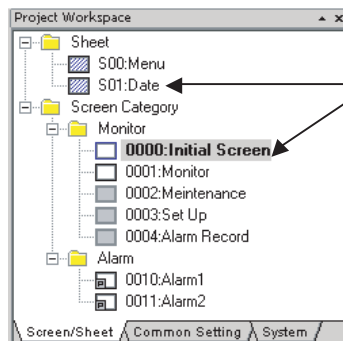 Project Workspace
Sheet
S00:Menu
S01:Date
Screen Category
Monitor
0000:Initial Screen
0001:Monitor
0002:Meintenance
0003:Set Up
0004:Alarm Record
Alarm
0010:Alarm1
0011:Alarm2
Screen/Sheet Common Setting System